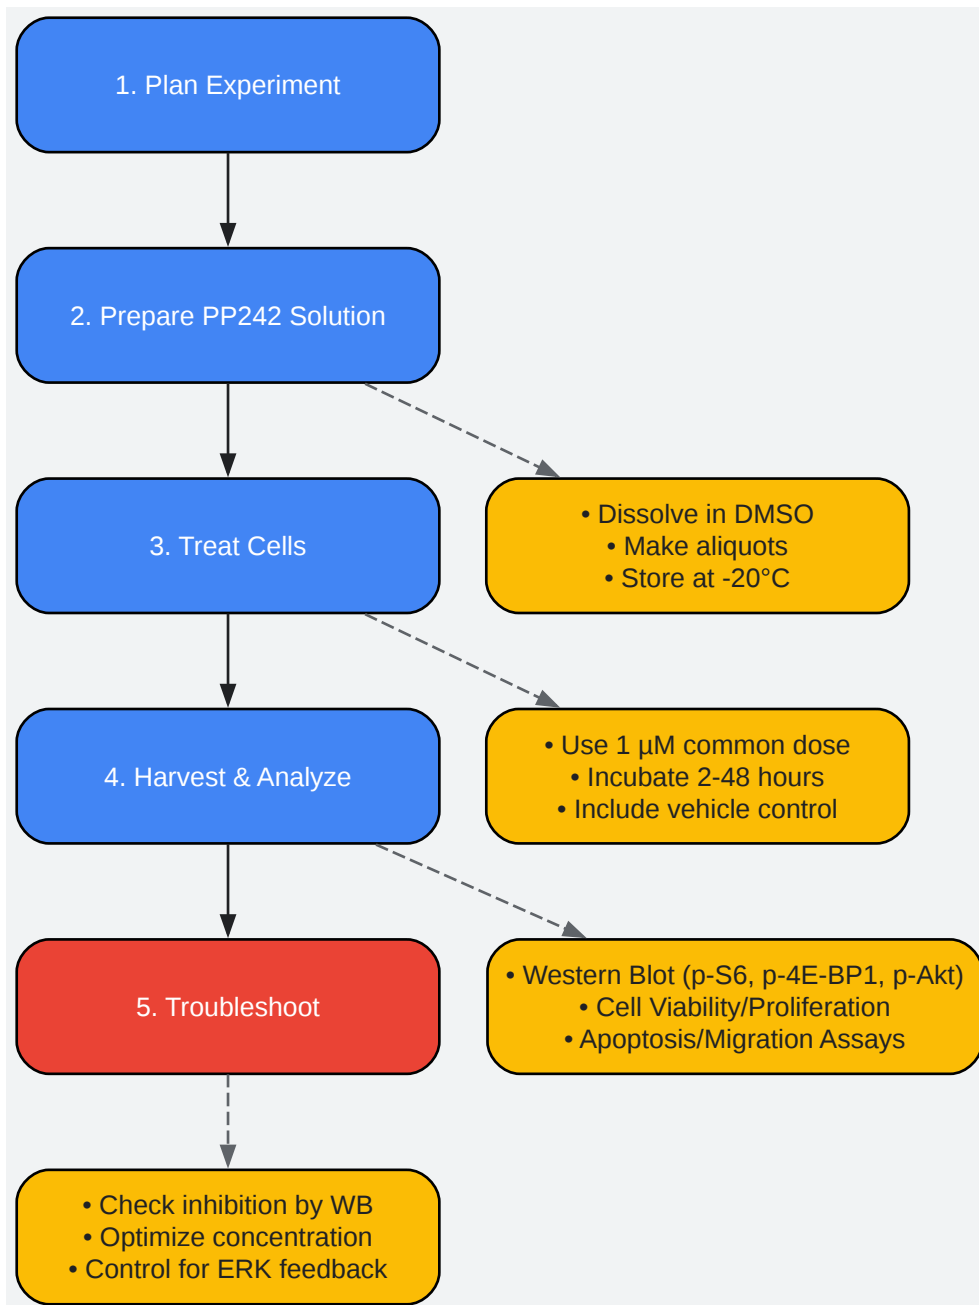 1. Plan Experiment
2. Prepare PP242 Solution
3. Treat Cells
• Dissolve in DMSO
• Make aliquots
• Store at -20°C
4. Harvest & Analyze
• Use 1 µM common dose
• Incubate 2-48 hours
• Include vehicle control
5. Troubleshoot
• Western Blot (p-S6, p-4E-BP1, p-Akt)
• Cell Viability/Proliferation
• Apoptosis/Migration Assays
• Check inhibition by WB
• Optimize concentration
• Control for ERK feedback